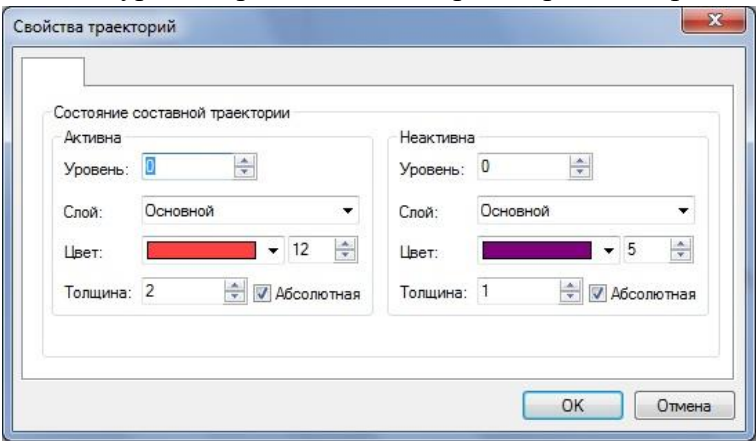 Свойства траекторий
Состояние составной траектории
Активна
Уровень: 0
Слой: Основной
Цвет: 12
Толщина: 2 Абсолютная
Неактивна
Уровень: 0
Слой: Основной
Цвет: 5
Толщина: 1 Абсолютная
OK Отмена